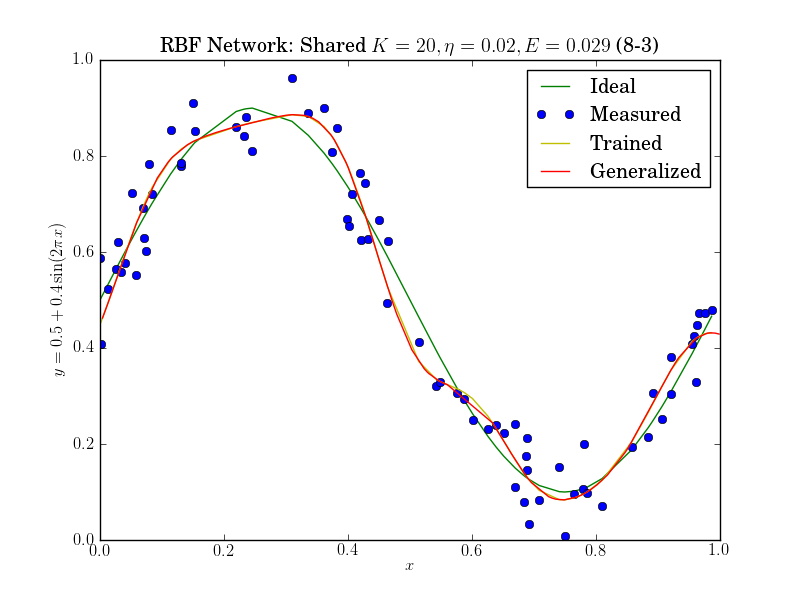 RBF Network: Shared K = 20, η = 0.02, E = 0.029 (8-3)
Ideal
Measured
Trained
Generalized
y = 0.5 + 0.4 sin(2πx)
1.0
0.8
0.6
0.4
0.2
0.0
0.0 0.2 0.4 0.6 0.8 1.0
x